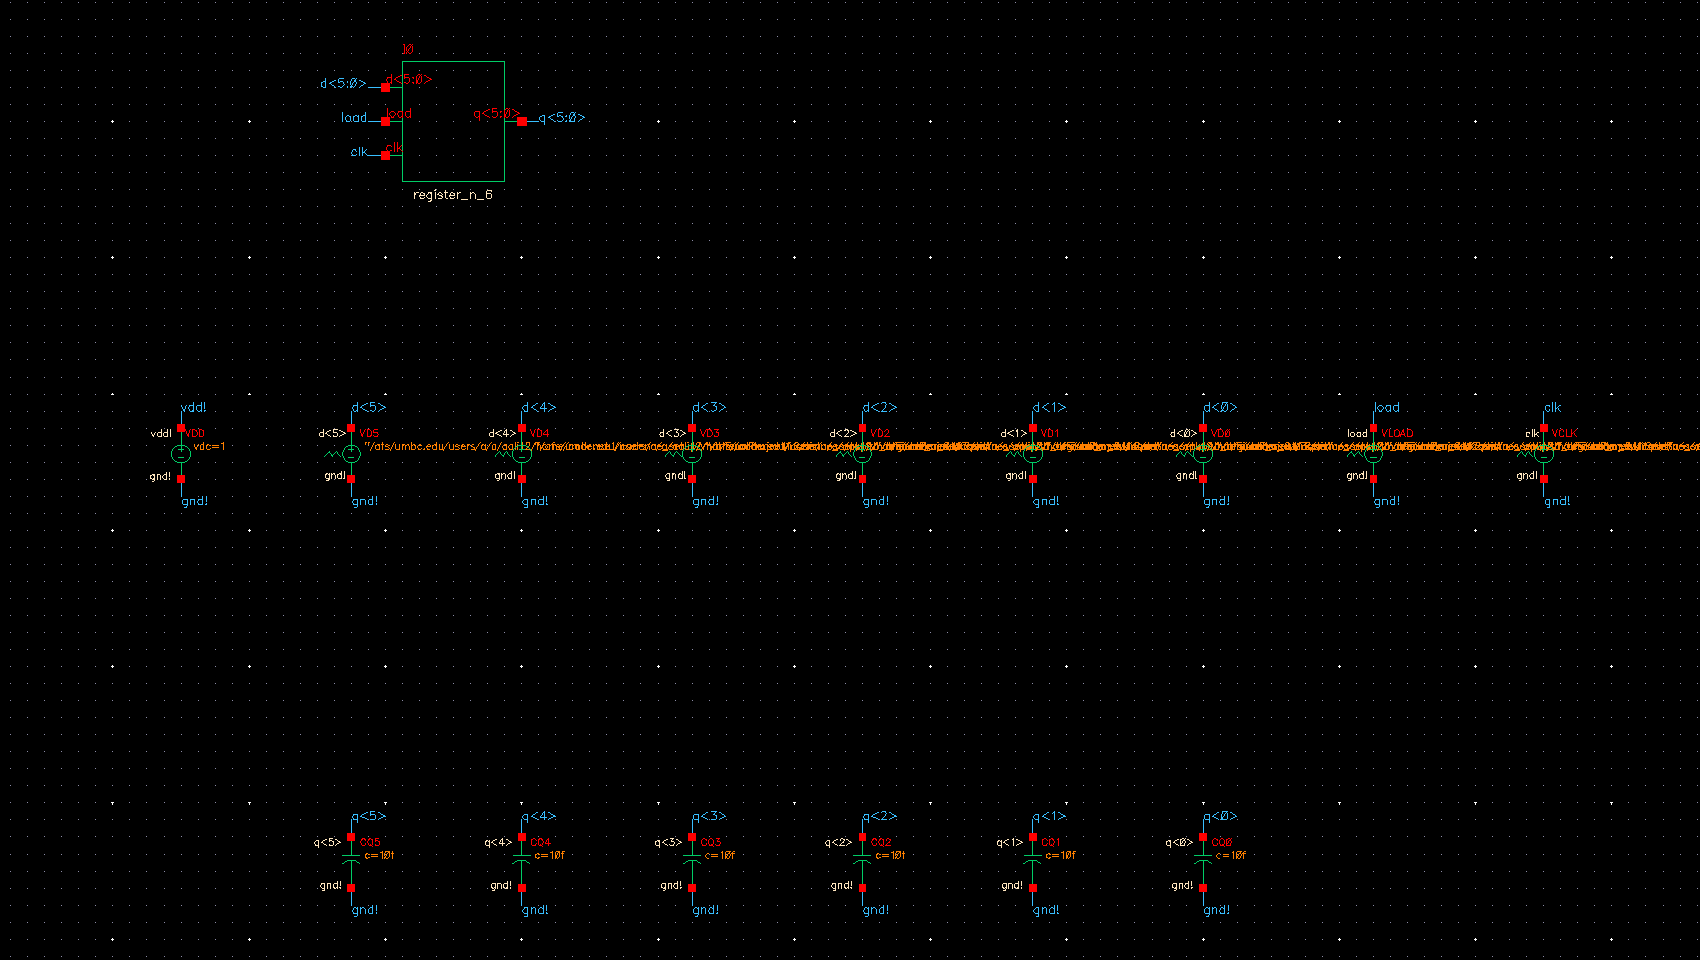 I0
d<5:0> d<5:0>
load load q<5:0> q<5:0>
clk clk
register_n_6
vdd! d<5> d<4> d<3> d<2> d<1> d<0> load clk
vdd! VDD d<5> VD5 d<4> VD4 d<3> VD3 d<2> VD2 d<1> VD1 d<0> VD0 load VLOAD clk VCLK
vdc=1 "/afs/umbc.edu/users/
gnd! gnd! gnd! gnd! gnd! gnd! gnd! gnd! gnd!
gnd! gnd! gnd! gnd! gnd! gnd! gnd! gnd! gnd!
q<5> q<4> q<3> q<2> q<1> q<0>
q<5> CQ5 q<4> CQ4 q<3> CQ3 q<2> CQ2 q<1> CQ1 q<0> CQ0
c=10f c=10f c=10f c=10f c=10f c=10f
gnd! gnd! gnd! gnd! gnd! gnd!
gnd! gnd! gnd! gnd! gnd! gnd!